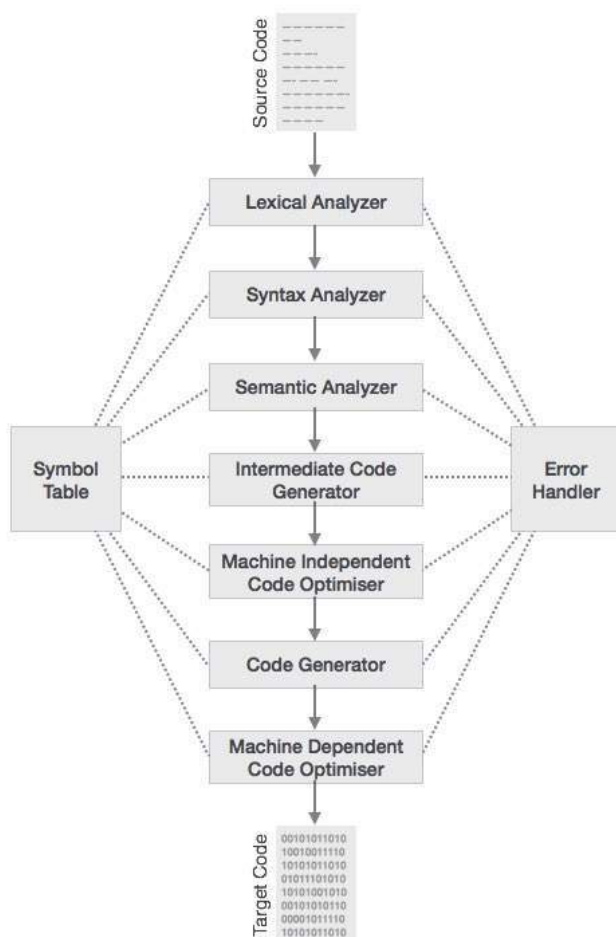 Source Code
Lexical Analyzer
Syntax Analyzer
Semantic Analyzer
Symbol
Table
Intermediate Code
Generator
Error
Handler
Machine Independent
Code Optimiser
Code Generator
Machine Dependent
Code Optimiser
Target Code
00101011010
10010011110
01011101010
10101001010
00101010110
00001011110
10101011010